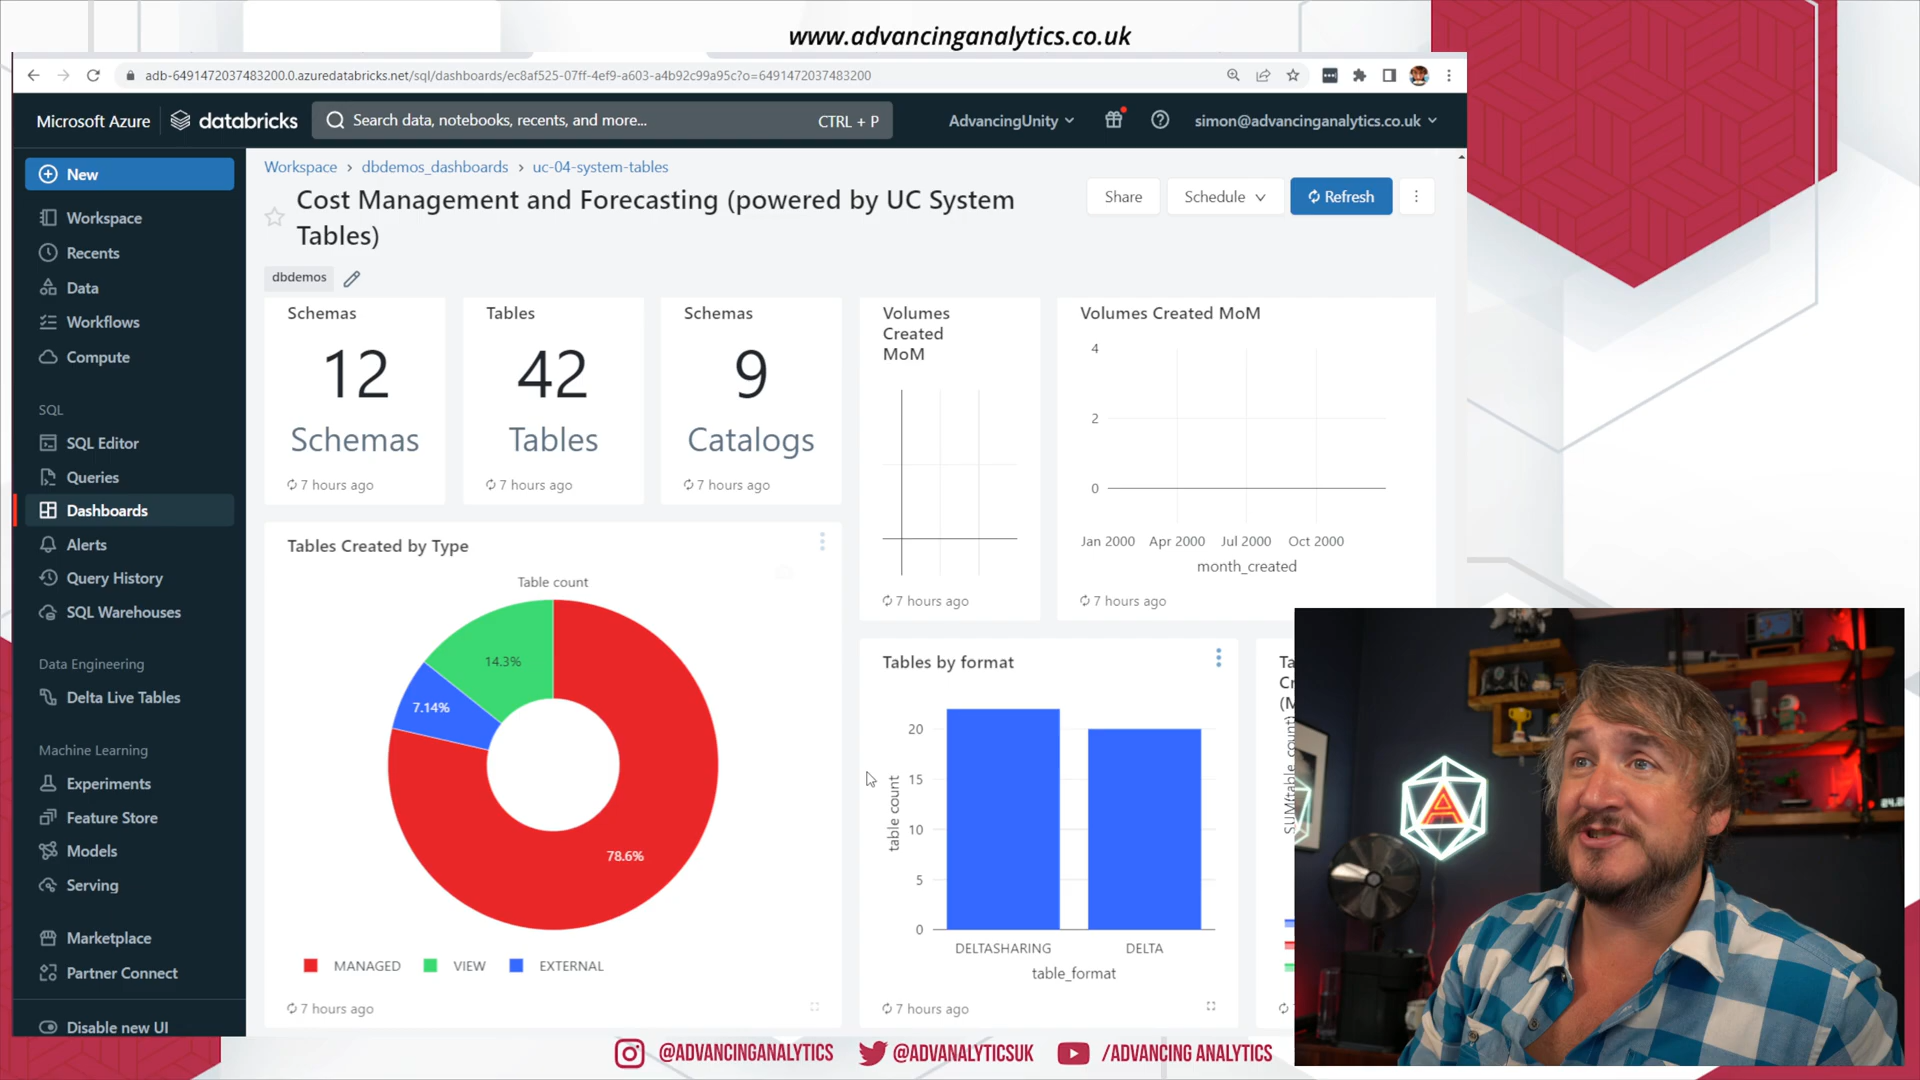 www.advancinganalytics.co.uk
adb-6491472037483200.0.azuredatabricks.net/sql/dashboards/ec8af525-07ff-4ef9-a603-a4b92c99a95c?o=6491472037483200
Microsoft Azure
databricks
Search data, notebooks, recents, and more...
CTRL + P
AdvancingUnity
simon@advancinganalytics.co.uk
New
Workspace
Recents
Data
Workflows
Compute
SQL
SQL Editor
Queries
Dashboards
Alerts
Query History
SQL Warehouses
Data Engineering
Delta Live Tables
Machine Learning
Experiments
Feature Store
Models
Serving
Marketplace
Partner Connect
Disable new UI
Workspace > dbdemos_dashboards > uc-04-system-tables
Cost Management and Forecasting (powered by UC System
Tables)
Share
Schedule
Refresh
dbdemos
Schemas
12
Schemas
7 hours ago
Tables
42
Tables
7 hours ago
Schemas
9
Catalogs
7 hours ago
Volumes
Created
MoM
7 hours ago
Volumes Created MoM
4
2
0
Jan 2000 Apr 2000 Jul 2000 Oct 2000
month_created
7 hours ago
Tables Created by Type
Table count
14.3%
7.14%
78.6%
MANAGED VIEW EXTERNAL
7 hours ago
Tables by format
table count
20
15
10
5
0
DELTASHARING DELTA
table_format
7 hours ago
SUM(table_count)
A
@ADVANCINGANALYTICS
@ADVANALYTICSUK
/ADVANCING ANALYTICS